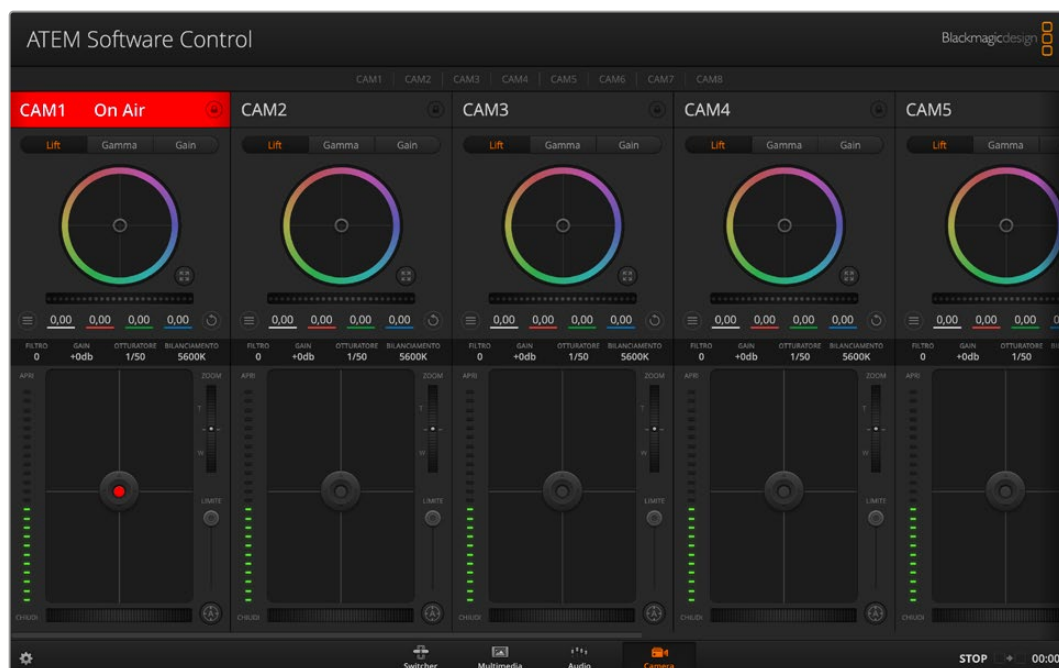 ATEM Software Control
Blackmagicdesign
CAM1 CAM2 CAM3 CAM4 CAM5 CAM6 CAM7 CAM8
CAM1 On Air CAM2 CAM3 CAM4 CAM5
Lift Gamma Gain Lift Gamma Gain Lift Gamma Gain Lift Gamma Gain Lift Gamma
0,00 0,00 0,00 0,00 0,00 0,00 0,00 0,00 0,00 0,00 0,00 0,00 0,00 0,00 0,00 0,00 0,00 0,00 0,00
FILTRO GAIN OTTURATORE BILANCIAMENTO FILTRO GAIN OTTURATORE BILANCIAMENTO FILTRO GAIN OTTURATORE BILANCIAMENTO FILTRO GAIN OTTURATORE BILANCIAMENTO FILTRO GAIN OTTURATORE
0 +0db 1/50 5600K 0 +0db 1/50 5600K 0 +0db 1/50 5600K 0 +0db 1/50 5600K 0 +0db 1/50
APRI ZOOM APRI ZOOM APRI ZOOM APRI ZOOM APRI
T T T T
W W W W
LIMITE LIMITE LIMITE LIMITE
CHIUDI CHIUDI CHIUDI CHIUDI CHIUDI
Switcher Multimedia Audio Camera
STOP 00:00